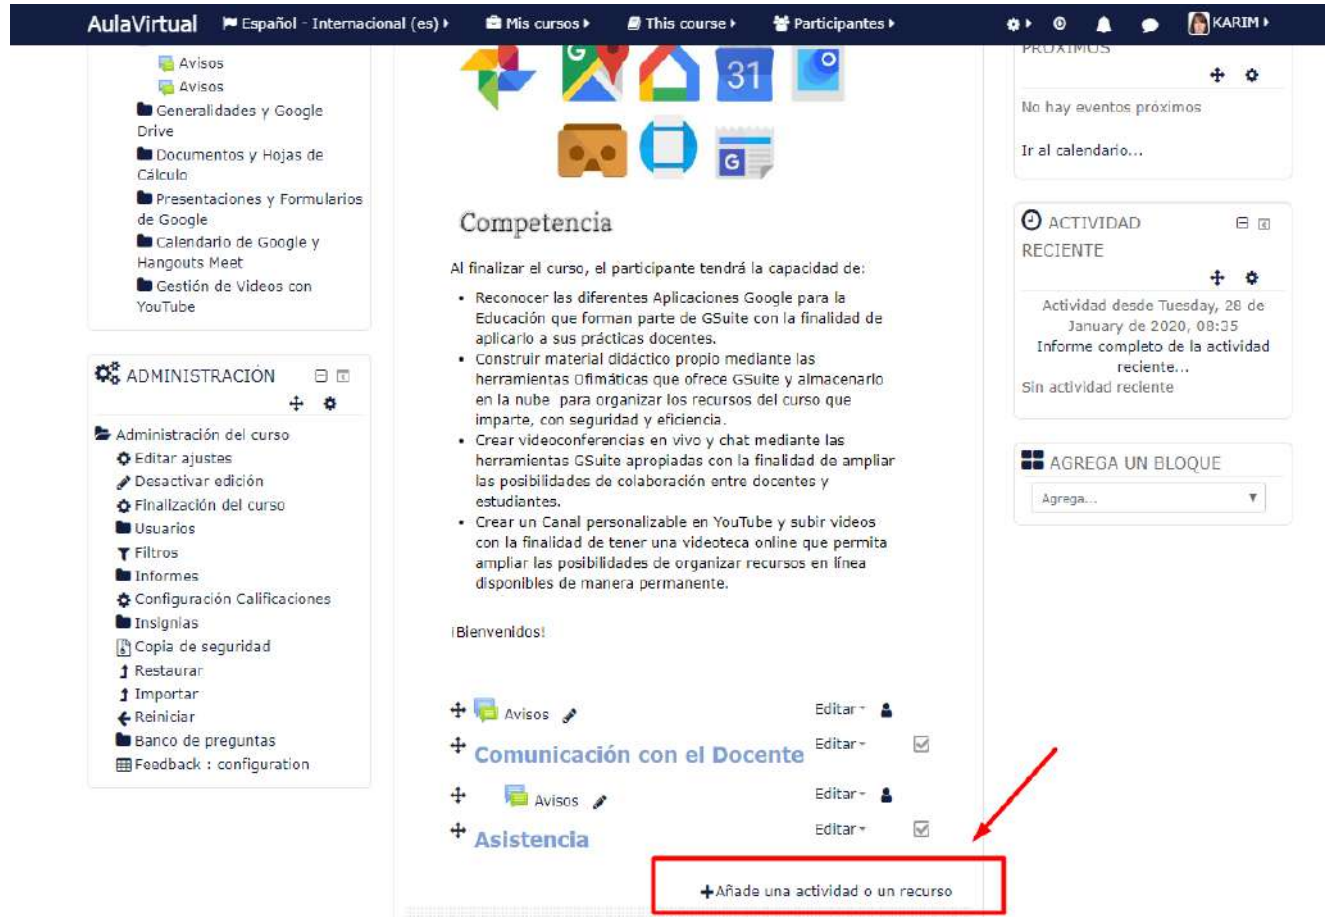 AulaVirtual Español - Internacional (es) Mis cursos This course Participantes KARIM
Avisos
Avisos
Generalidades y Google
Drive
Documentos y Hojas de
Cálculo
Presentaciones y Formularios
de Google
Calendario de Google y
Hangouts Meet
Gestión de Videos con
YouTube
ADMINISTRACIÓN
Administración del curso
Editar ajustes
Desactivar edición
Finalización del curso
Usuarios
Filtros
Informes
Configuración Calificaciones
Insignias
Copia de seguridad
Restaurar
Importar
Reiniciar
Banco de preguntas
Feedback : configuration
G
31
G
Competencia
Al finalizar el curso, el participante tendrá la capacidad de:
• Reconocer las diferentes Aplicaciones Google para la
Educación que forman parte de GSuite con la finalidad de
aplicarlo a sus prácticas docentes.
• Construir material didáctico propio mediante las
herramientas Ofimáticas que ofrece GSuite y almacenarlo
en la nube para organizar los recursos del curso que
imparte, con seguridad y eficiencia.
• Crear videoconferencias en vivo y chat mediante las
herramientas GSuite apropiadas con la finalidad de ampliar
las posibilidades de colaboración entre docentes y
estudiantes.
• Crear un Canal personalizable en YouTube y subir videos
con la finalidad de tener una videoteca online que permita
ampliar las posibilidades de organizar recursos en línea
disponibles de manera permanente.
¡Bienvenidos!
Avisos Editar
Comunicación con el Docente Editar
Avisos Editar
Asistencia Editar
+Añade una actividad o un recurso
PRÓXIMOS
No hay eventos próximos
Ir al calendario...
ACTIVIDAD
RECIENTE
Actividad desde Tuesday, 28 de
January de 2020, 08:35
Informe completo de la actividad
reciente...
Sin actividad reciente
AGREGA UN BLOQUE
Agrega...